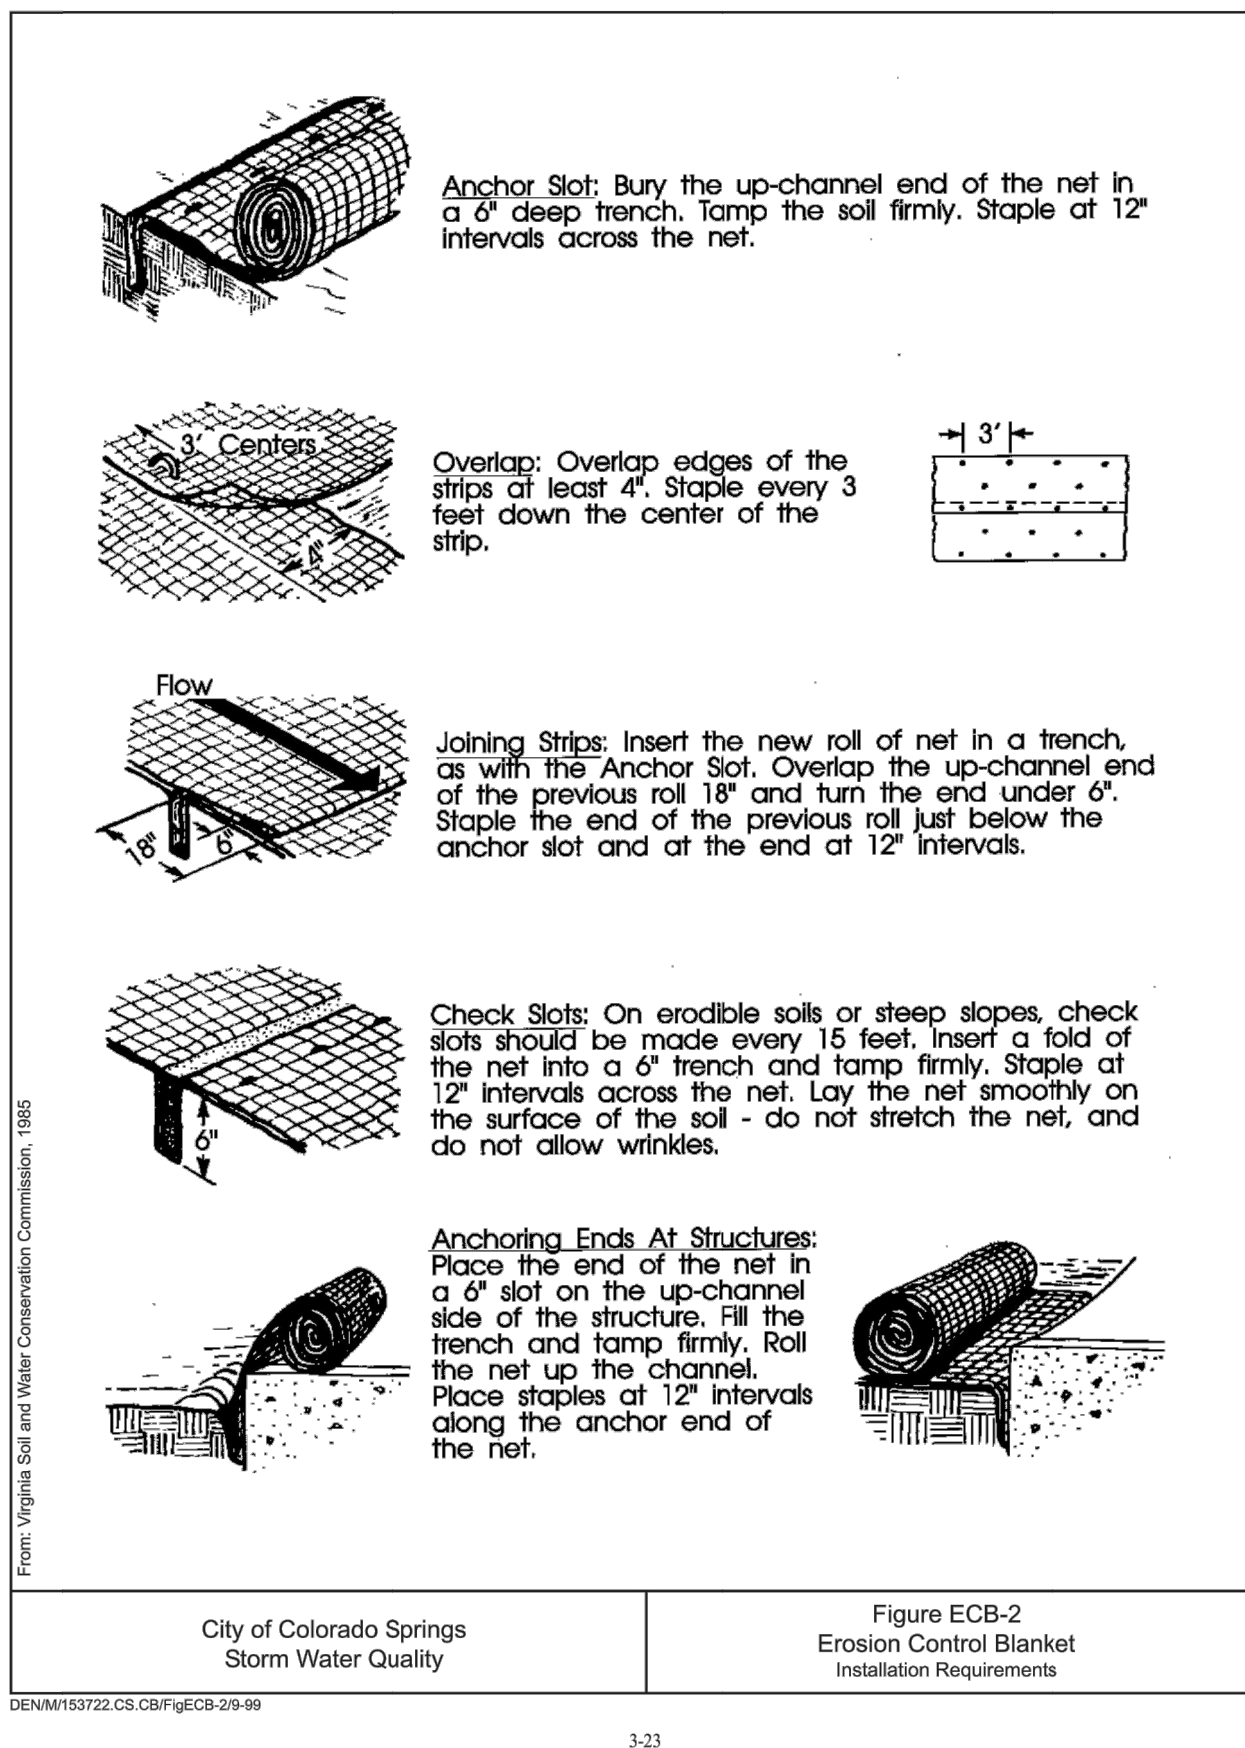 Anchor Slot: Bury the up-channel end of the net in
a 6" deep trench. Tamp the soil firmly. Staple at 12"
intervals across the net.
3' Centers
4"
Overlap: Overlap edges of the
strips at least 4". Staple every 3
feet down the center of the
strip.
3'
Flow
18"
6"
Joining Strips: Insert the new roll of net in a trench,
as with the Anchor Slot. Overlap the up-channel end
of the previous roll 18" and turn the end under 6".
Staple the end of the previous roll just below the
anchor slot and at the end at 12" intervals.
6"
Check Slots: On erodible soils or steep slopes, check
slots should be made every 15 feet. Insert a fold of
the net into a 6" trench and tamp firmly. Staple at
12" intervals across the net. Lay the net smoothly on
the surface of the soil - do not stretch the net, and
do not allow wrinkles.
Anchoring Ends At Structures:
Place the end of the net in
a 6" slot on the up-channel
side of the structure. Fill the
trench and tamp firmly. Roll
the net up the channel.
Place staples at 12" intervals
along the anchor end of
the net.
From: Virginia Soil and Water Conservation Commission, 1985
City of Colorado Springs
Storm Water Quality
Figure ECB-2
Erosion Control Blanket
Installation Requirements
DEN/M/153722.CS.CB/FigECB-2/9-99
3-23